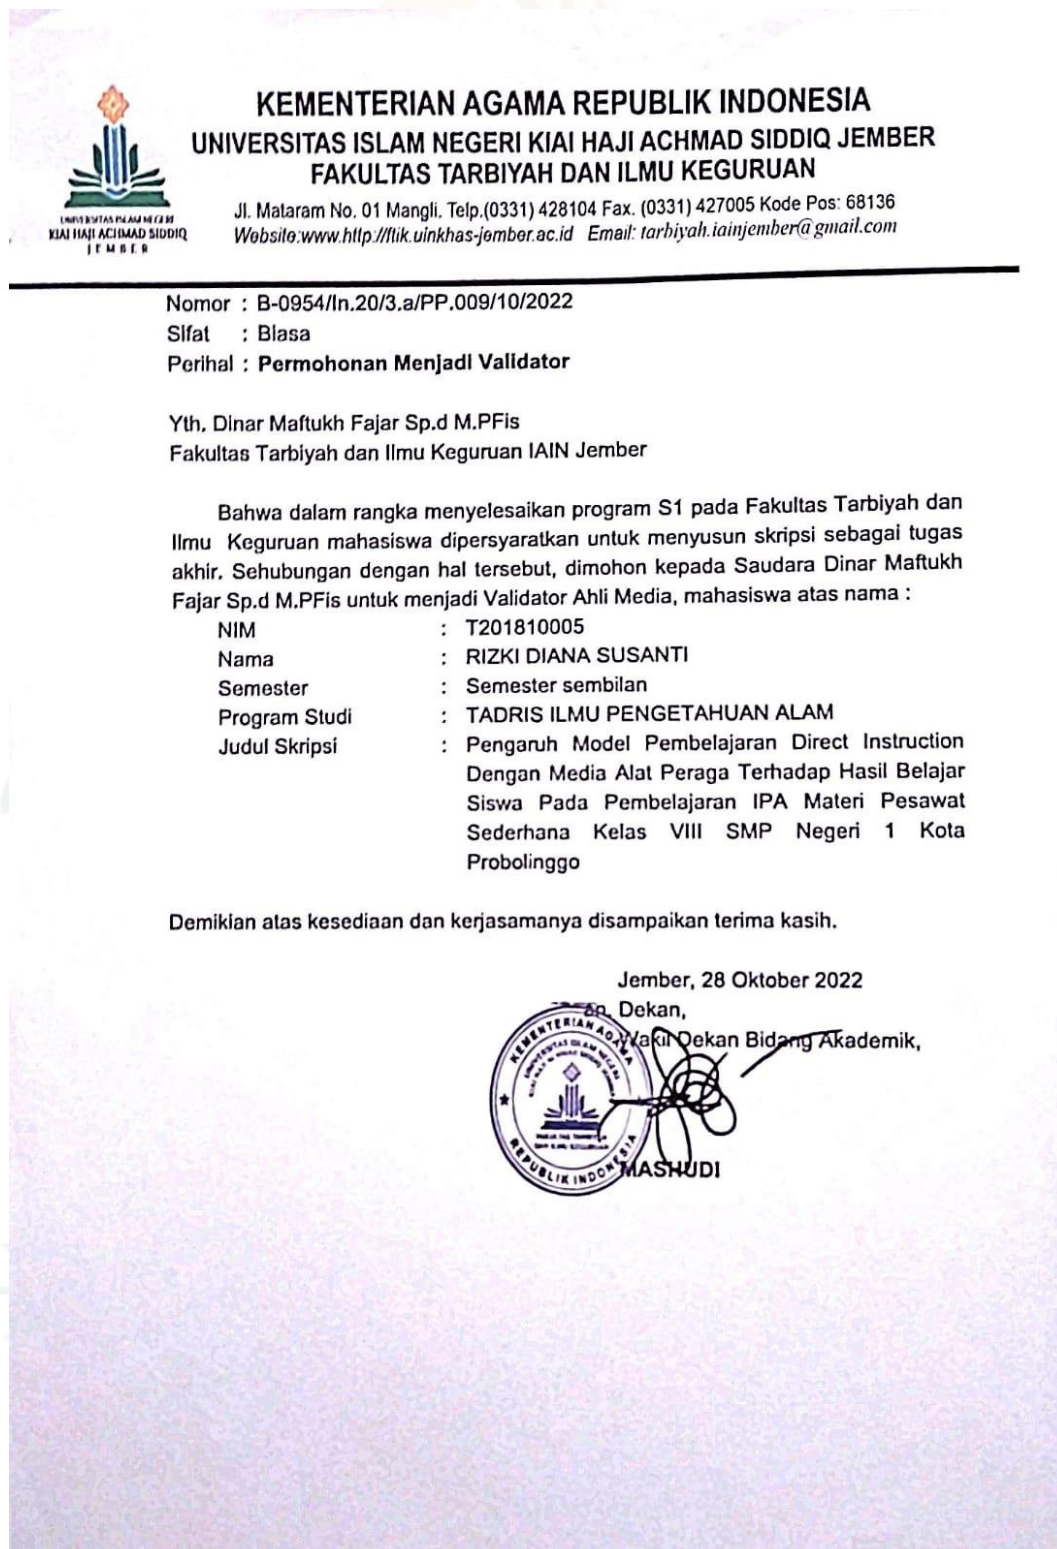 KEMENTERIAN AGAMA REPUBLIK INDONESIA
UNIVERSITAS ISLAM NEGERI KIAI HAJI ACHMAD SIDDIQ JEMBER
FAKULTAS TARBIYAH DAN ILMU KEGURUAN
Jl. Mataram No. 01 Mangli. Telp.(0331) 428104 Fax. (0331) 427005 Kode Pos: 68136
Website:www.http://ftik.uinkhas-jember.ac.id Email: tarbiyah.iainjember@gmail.com
UNIVERSITAS ISLAM NEGERI
KIAI HAJI ACHMAD SIDDIQ
JEMBER
Nomor : B-0954/In.20/3.a/PP.009/10/2022
Sifat : Biasa
Perihal : Permohonan Menjadi Validator
Yth. Dinar Maftukh Fajar Sp.d M.PFis
Fakultas Tarbiyah dan Ilmu Keguruan IAIN Jember
Bahwa dalam rangka menyelesaikan program S1 pada Fakultas Tarbiyah dan
Ilmu Keguruan mahasiswa dipersyaratkan untuk menyusun skripsi sebagai tugas
akhir. Sehubungan dengan hal tersebut, dimohon kepada Saudara Dinar Maftukh
Fajar Sp.d M.PFis untuk menjadi Validator Ahli Media, mahasiswa atas nama :
NIM : T201810005
Nama : RIZKI DIANA SUSANTI
Semester : Semester sembilan
Program Studi : TADRIS ILMU PENGETAHUAN ALAM
Judul Skripsi : Pengaruh Model Pembelajaran Direct Instruction
Dengan Media Alat Peraga Terhadap Hasil Belajar
Siswa Pada Pembelajaran IPA Materi Pesawat
Sederhana Kelas VIII SMP Negeri 1 Kota
Probolinggo
Demikian atas kesediaan dan kerjasamanya disampaikan terima kasih.
Jember, 28 Oktober 2022
an. Dekan,
Wakil Dekan Bidang Akademik,
KEMENTERIAN AGAMA
REPUBLIK INDONESIA
MASHUDI